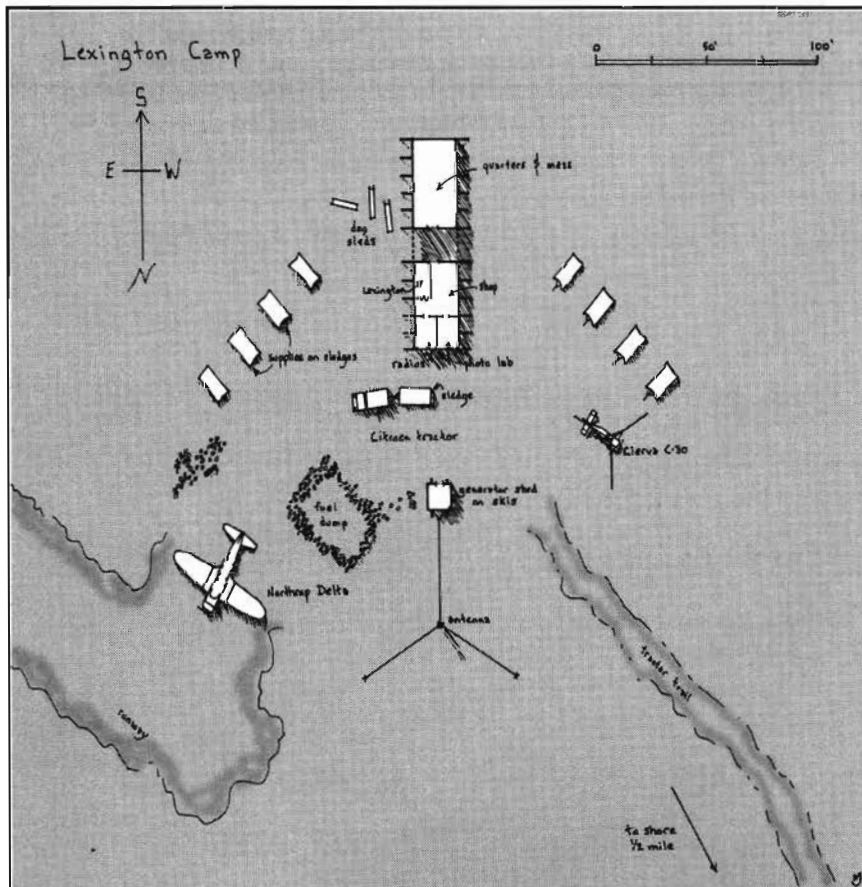 Lexington Camp
0 50' 100'
S
E W
N
quarters & mess
dog
sleds
Lexington
shop
radios
photo lab
supplies on sledges
sledge
Citroen tractor
Cierva C-30
generator shed
on skis
fuel
dump
Northrop Delta
antenna
tractor trail
runway
to shore
1/2 mile